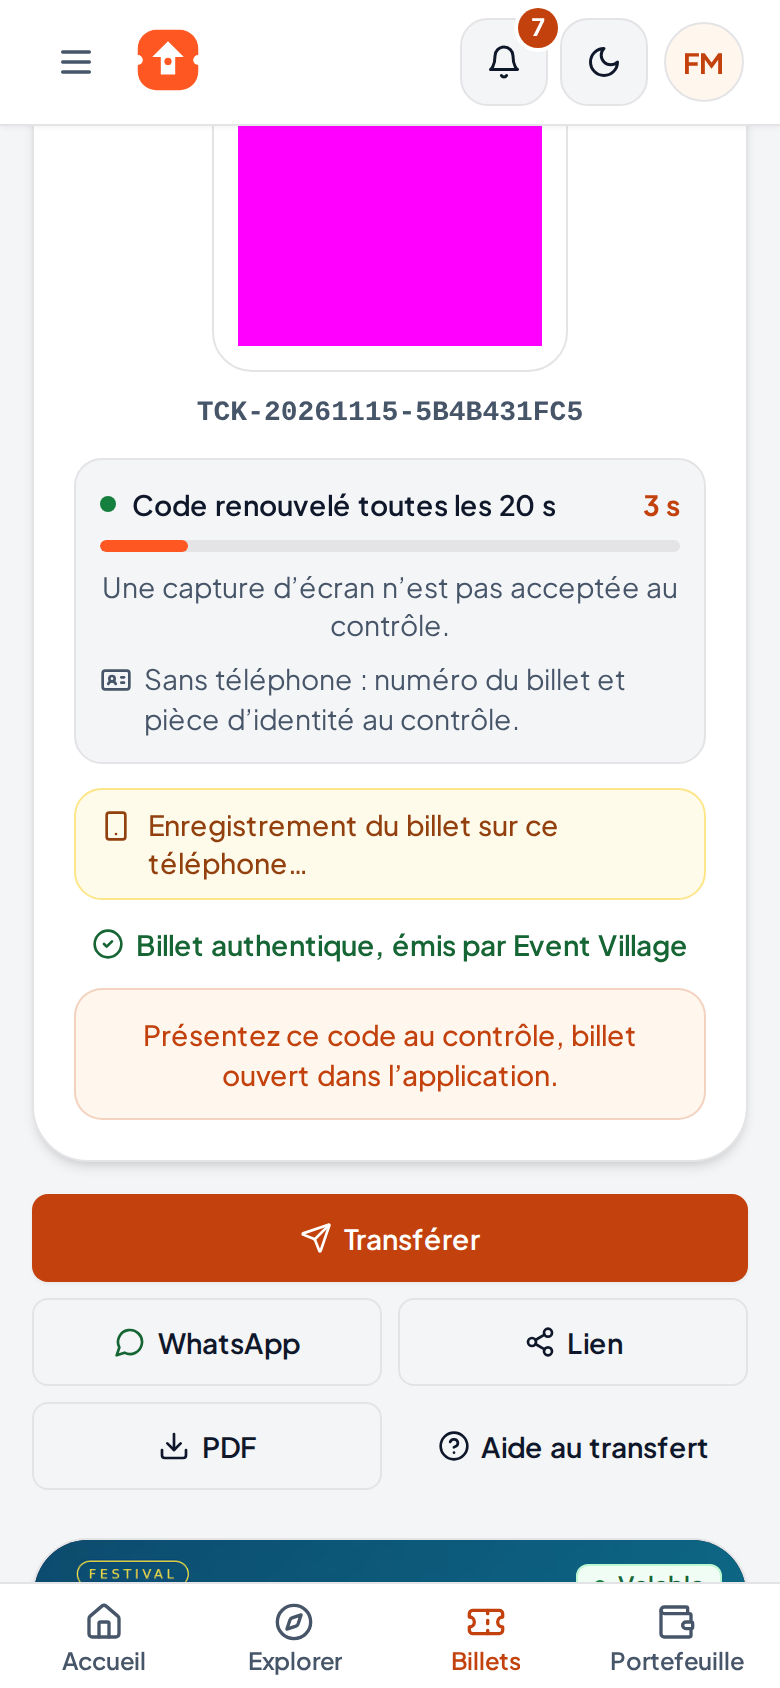 7
FM
TCK-20261115-5B4B431FC5
Code renouvelé toutes les 20 s
3 s
Une capture d’écran n’est pas acceptée au
contrôle.
Sans téléphone : numéro du billet et
pièce d’identité au contrôle.
Enregistrement du billet sur ce
téléphone…
Billet authentique, émis par Event Village
Présentez ce code au contrôle, billet
ouvert dans l’application.
Transférer
WhatsApp
Lien
PDF
Aide au transfert
FESTIVAL
Accueil
Explorer
Billets
Portefeuille